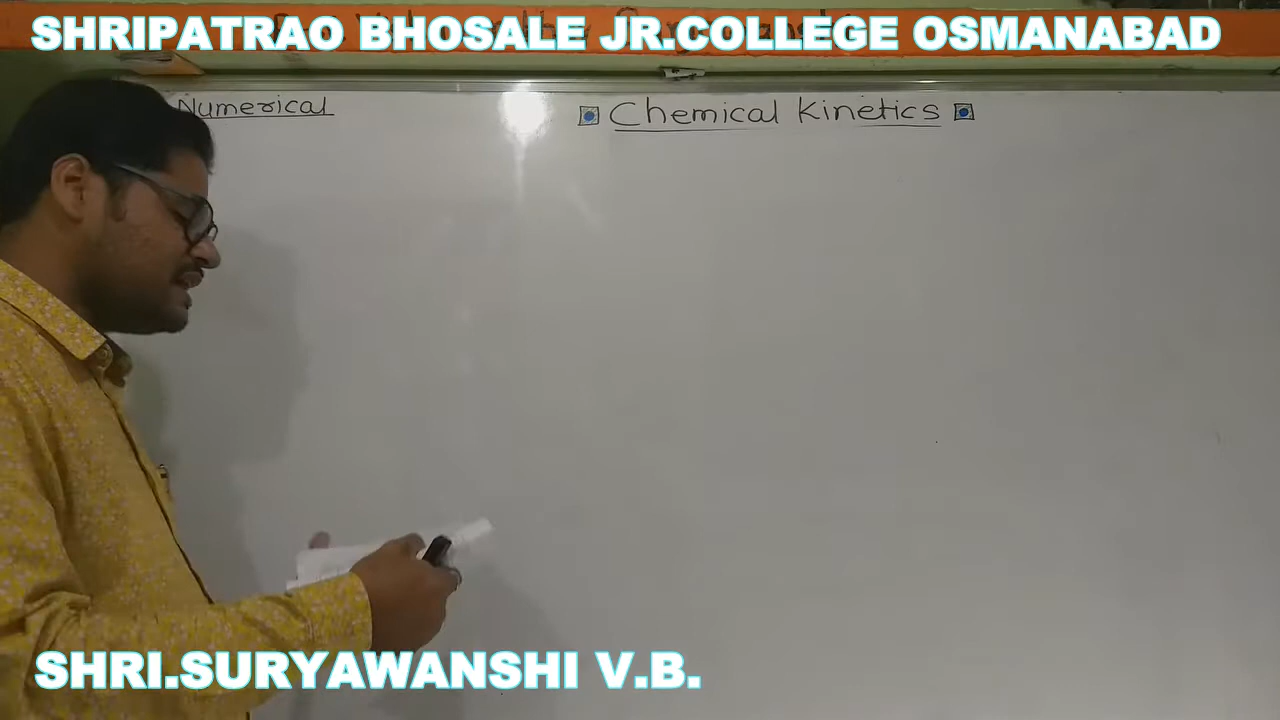 SHRIPATRAO BHOSALE JR.COLLEGE OSMANABAD
Numerical
Chemical Kinetics
SHRI.SURYAWANSHI V.B.